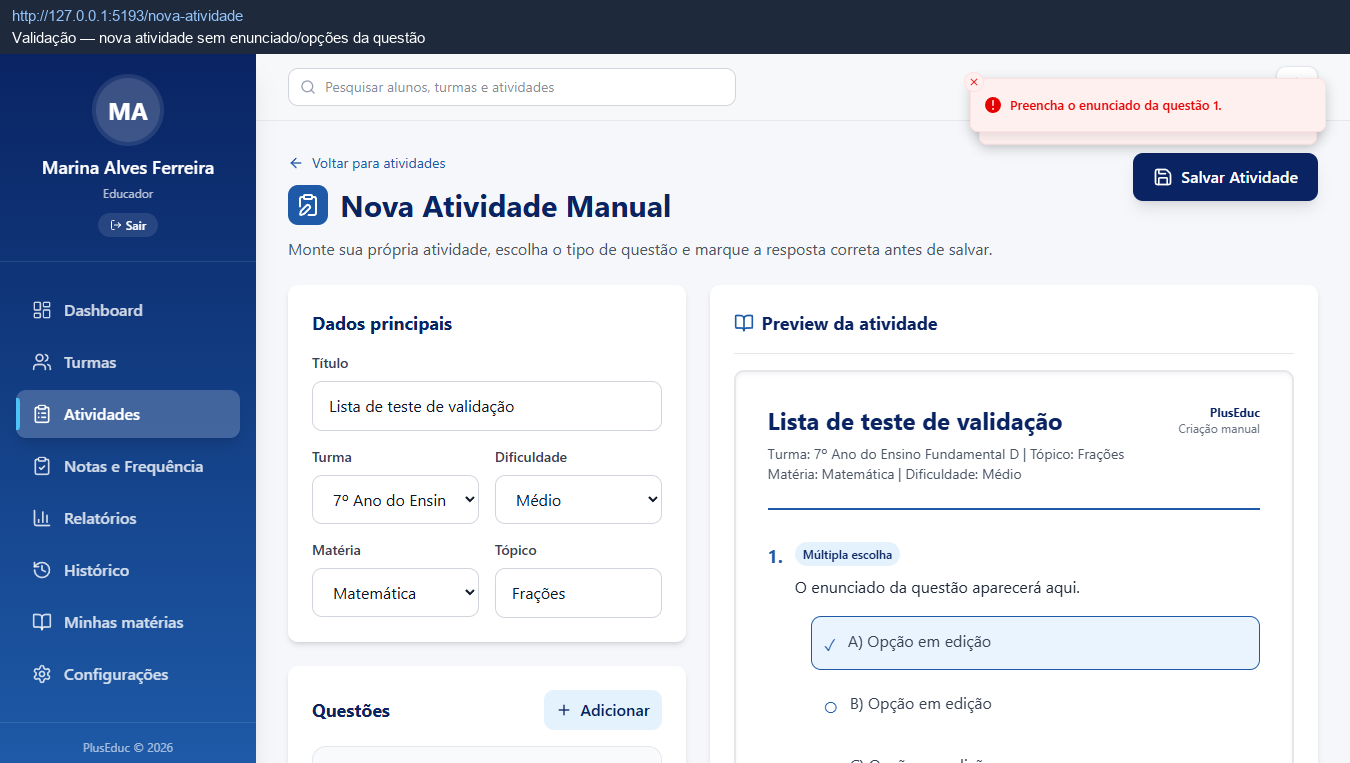 http://127.0.0.1:5193/nova-atividade
Validação — nova atividade sem enunciado/opções da questão
MA
Marina Alves Ferreira
Educador
Sair
Dashboard
Turmas
Atividades
Notas e Frequência
Relatórios
Histórico
Minhas matérias
Configurações
PlusEduc © 2026
Pesquisar alunos, turmas e atividades
Preencha o enunciado da questão 1.
Voltar para atividades
Nova Atividade Manual
Monte sua própria atividade, escolha o tipo de questão e marque a resposta correta antes de salvar.
Salvar Atividade
Dados principais
Título
Lista de teste de validação
Turma
Dificuldade
7º Ano do Ensin
Médio
Matéria
Tópico
Matemática
Frações
Questões
Adicionar
Preview da atividade
Lista de teste de validação
PlusEduc
Criação manual
Turma: 7º Ano do Ensino Fundamental D | Tópico: Frações
Matéria: Matemática | Dificuldade: Médio
1.
Múltipla escolha
O enunciado da questão aparecerá aqui.
A) Opção em edição
B) Opção em edição